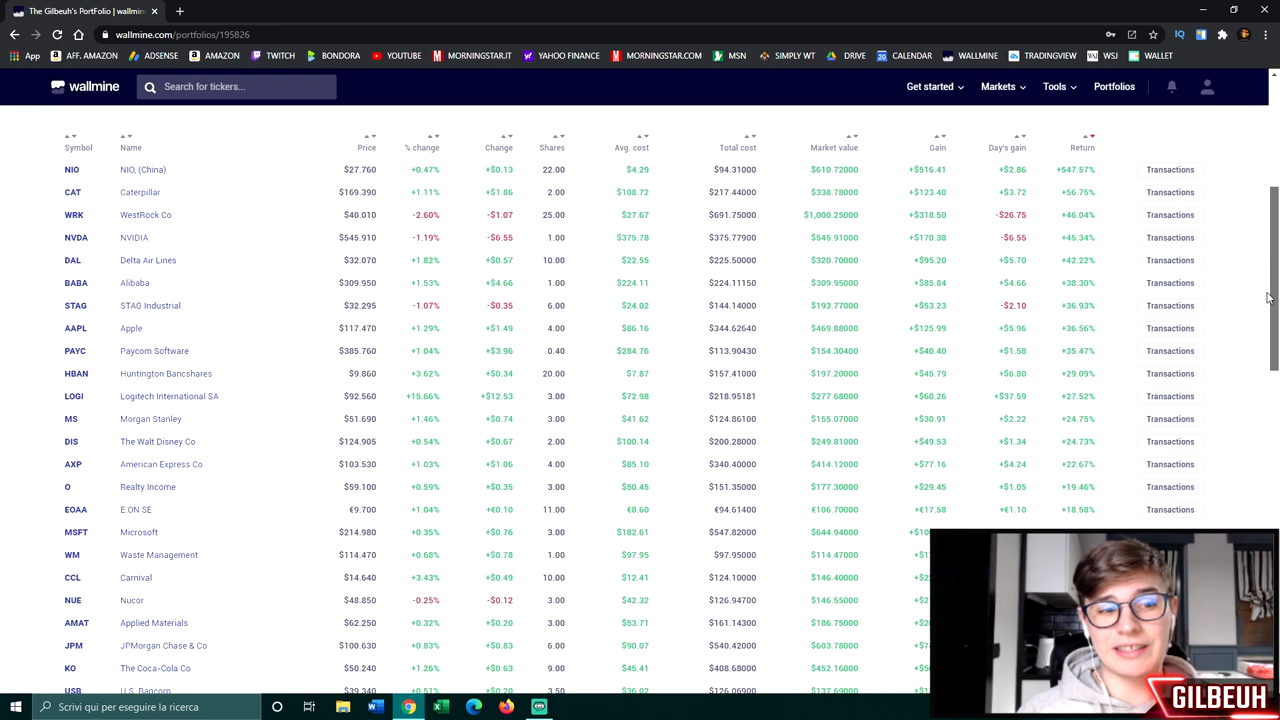 The Gilbeuh's Portfolio | wallm
wallmine.com/portfolios/195826
App AFF. AMAZON ADSENSE AMAZON TWITCH BONDORA YOUTUBE MORNINGSTAR.IT YAHOO FINANCE MORNINGSTAR.COM MSN SIMPLY WT DRIVE CALENDAR WALLMINE TRADINGVIEW WSJ WALLET
wallmine Search for tickers... Get started Markets Tools Portfolios
Symbol Name Price % change Change Shares Avg. cost Total cost Market value Gain Day's gain Return
NIO NIO, (China) $27.760 +0.47% +$0.13 22.00 $4.29 $94.31000 $610.72000 +$516.41 +$2.86 +547.57% Transactions
CAT Caterpillar $169.390 +1.11% +$1.86 2.00 $108.72 $217.44000 $338.78000 +$123.40 +$3.72 +56.75% Transactions
WRK WestRock Co $40.010 -2.60% -$1.07 25.00 $27.67 $691.75000 $1,000.25000 +$318.50 -$26.75 +46.04% Transactions
NVDA NVIDIA $545.910 -1.19% -$6.55 1.00 $375.78 $375.77900 $545.91000 +$170.38 -$6.55 +45.34% Transactions
DAL Delta Air Lines $32.070 +1.82% +$0.57 10.00 $22.55 $225.50000 $320.70000 +$95.20 +$5.70 +42.22% Transactions
BABA Alibaba $309.950 +1.53% +$4.66 1.00 $224.11 $224.11150 $309.95000 +$85.84 +$4.66 +38.30% Transactions
STAG STAG Industrial $32.295 -1.07% -$0.35 6.00 $24.02 $144.14000 $193.77000 +$53.23 -$2.10 +36.93% Transactions
AAPL Apple $117.470 +1.29% +$1.49 4.00 $86.16 $344.62640 $469.88000 +$125.99 +$5.96 +36.56% Transactions
PAYC Paycom Software $385.760 +1.04% +$3.96 0.40 $284.76 $113.90430 $154.30400 +$40.40 +$1.58 +35.47% Transactions
HBAN Huntington Bancshares $9.860 +3.62% +$0.34 20.00 $7.87 $157.41000 $197.20000 +$45.79 +$6.80 +29.09% Transactions
LOGI Logitech International SA $92.560 +15.66% +$12.53 3.00 $72.98 $218.95181 $277.68000 +$60.26 +$37.59 +27.52% Transactions
MS Morgan Stanley $51.690 +1.46% +$0.74 3.00 $41.62 $124.86100 $155.07000 +$30.91 +$2.22 +24.75% Transactions
DIS The Walt Disney Co $124.905 +0.54% +$0.67 2.00 $100.14 $200.28000 $249.81000 +$49.53 +$1.34 +24.73% Transactions
AXP American Express Co $103.530 +1.03% +$1.06 4.00 $85.10 $340.40000 $414.12000 +$77.16 +$4.24 +22.67% Transactions
O Realty Income $59.100 +0.59% +$0.35 3.00 $50.45 $151.35000 $177.30000 +$29.45 +$1.05 +19.46% Transactions
EOAA E.ON SE €9.700 +1.04% +€0.10 11.00 €8.60 €94.61400 €106.70000 +€17.58 +€1.10 +18.58% Transactions
MSFT Microsoft $214.980 +0.35% +$0.76 3.00 $182.61 $547.82000 $644.94000
WM Waste Management $114.470 +0.68% +$0.78 1.00 $97.95 $97.95000 $114.47000
CCL Carnival $14.640 +3.43% +$0.49 10.00 $12.41 $124.10000 $146.40000
NUE Nucor $48.850 -0.25% -$0.12 3.00 $42.32 $126.94700 $146.55000
AMAT Applied Materials $62.250 +0.32% +$0.20 3.00 $53.71 $161.14300 $186.75000
JPM JPMorgan Chase & Co $100.630 +0.83% +$0.83 6.00 $90.07 $540.42000 $603.78000
KO The Coca-Cola Co $50.240 +1.26% +$0.63 9.00 $45.41 $408.68000 $452.16000
USB U.S. Bancorp $39.340 +0.51% +$0.20 3.50 $36.02 $126.06900 $137.69000
GILBEUH
Scrivi qui per eseguire la ricerca